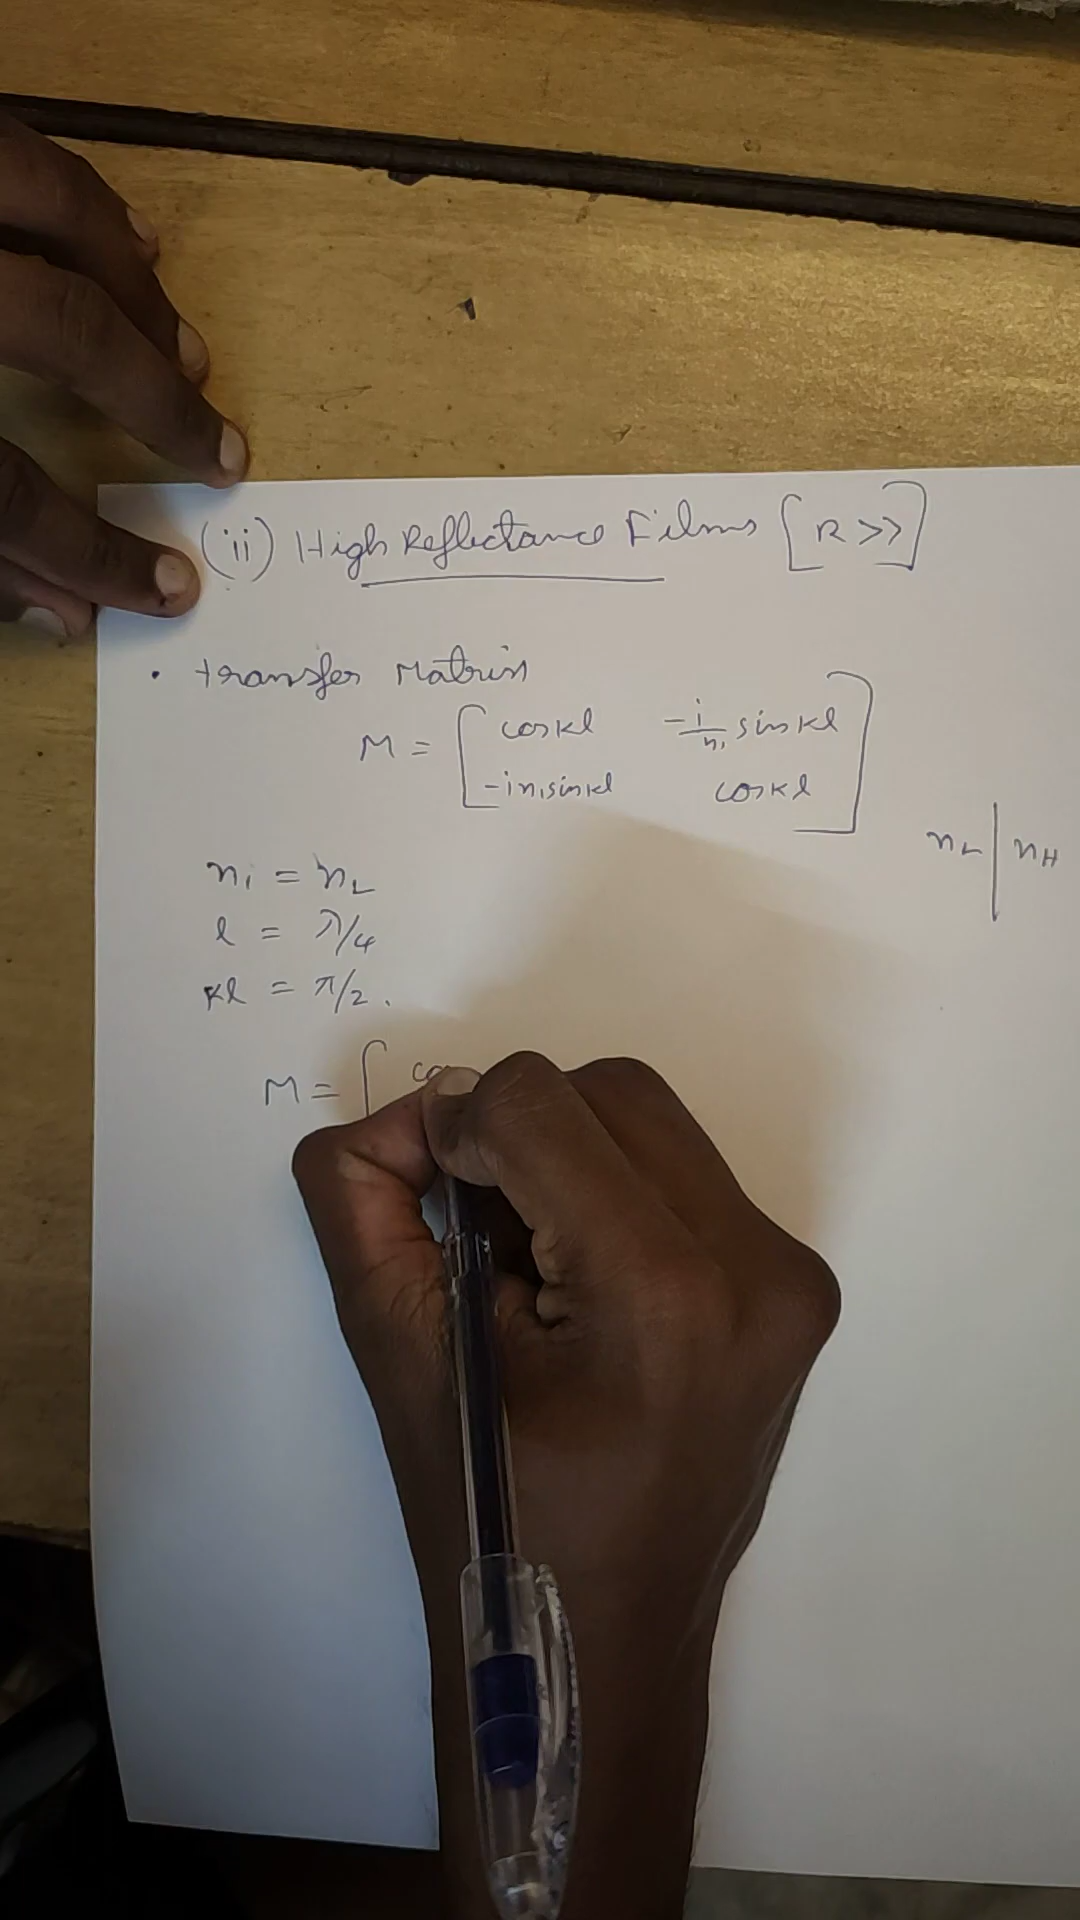 (ii) High Reflectance Films [R >>]
• transfer Matrix
M = [ cos kl   -i/n₁ sin kl
-in₁ sin kl   cos kl ]
n_L | n_H
n₁ = n_L
l = λ/4
kl = π/2 .
M = [ co